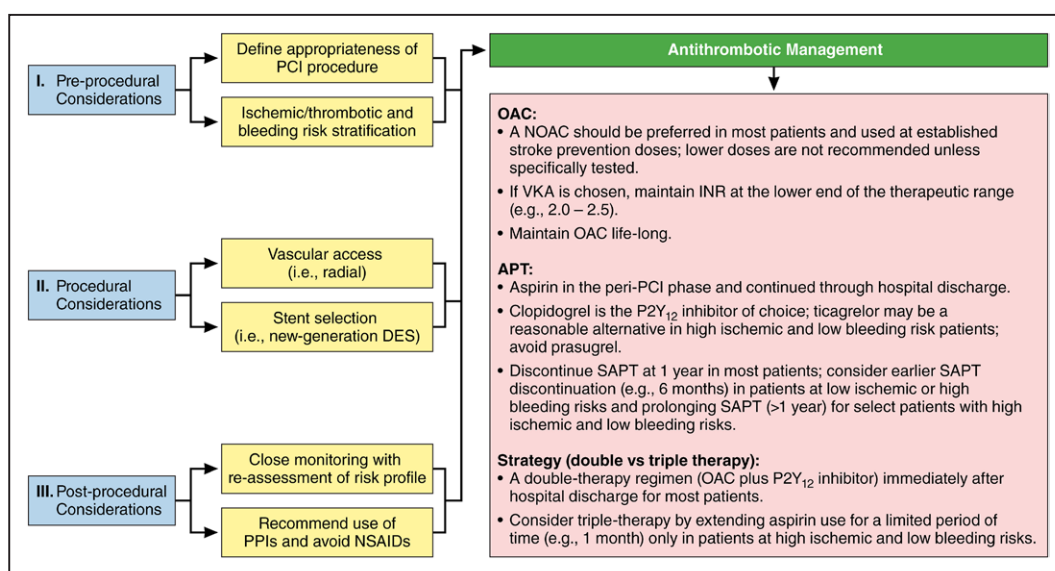 I. Pre-procedural
Considerations
Define appropriateness of
PCI procedure
Ischemic/thrombotic and
bleeding risk stratification
II. Procedural
Considerations
Vascular access
(i.e., radial)
Stent selection
(i.e., new-generation DES)
III. Post-procedural
Considerations
Close monitoring with
re-assessment of risk profile
Recommend use of
PPIs and avoid NSAIDs
Antithrombotic Management
OAC:
• A NOAC should be preferred in most patients and used at established
stroke prevention doses; lower doses are not recommended unless
specifically tested.
• If VKA is chosen, maintain INR at the lower end of the therapeutic range
(e.g., 2.0 – 2.5).
• Maintain OAC life-long.
APT:
• Aspirin in the peri-PCI phase and continued through hospital discharge.
• Clopidogrel is the P2Y₁₂ inhibitor of choice; ticagrelor may be a
reasonable alternative in high ischemic and low bleeding risk patients;
avoid prasugrel.
• Discontinue SAPT at 1 year in most patients; consider earlier SAPT
discontinuation (e.g., 6 months) in patients at low ischemic or high
bleeding risks and prolonging SAPT (>1 year) for select patients with high
ischemic and low bleeding risks.
Strategy (double vs triple therapy):
• A double-therapy regimen (OAC plus P2Y₁₂ inhibitor) immediately after
hospital discharge for most patients.
• Consider triple-therapy by extending aspirin use for a limited period of
time (e.g., 1 month) only in patients at high ischemic and low bleeding risks.